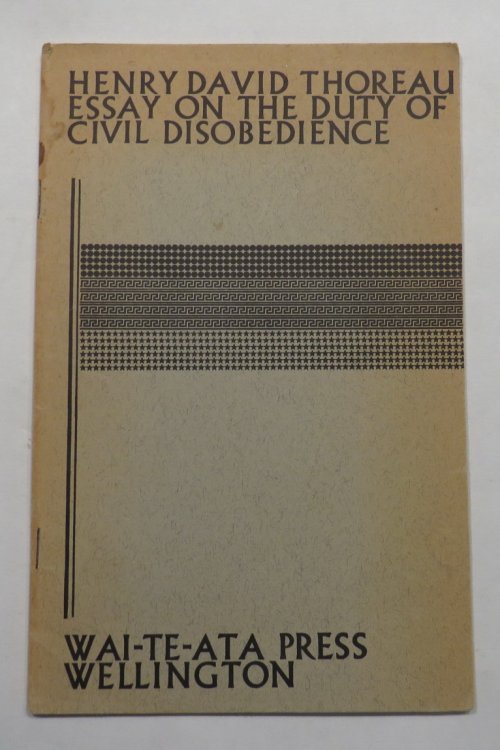 HENRY DAVID THOREAU
ESSAY ON THE DUTY OF
CIVIL DISOBEDIENCE
WAI-TE-ATA PRESS
WELLINGTON